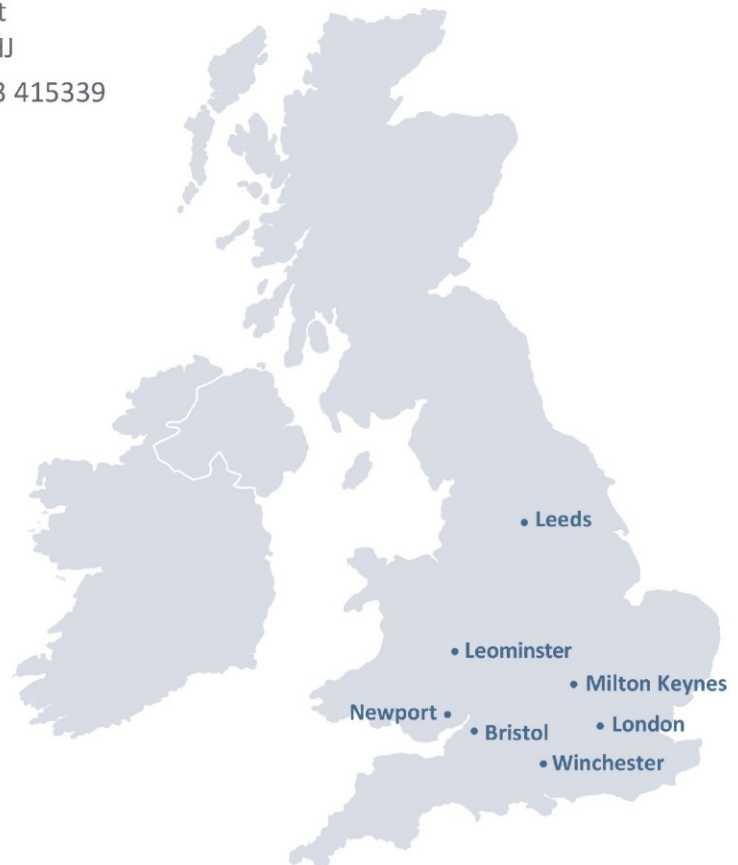 t
IJ
3 415339
Leeds
Leominster
Milton Keynes
Newport
London
Bristol
Winchester